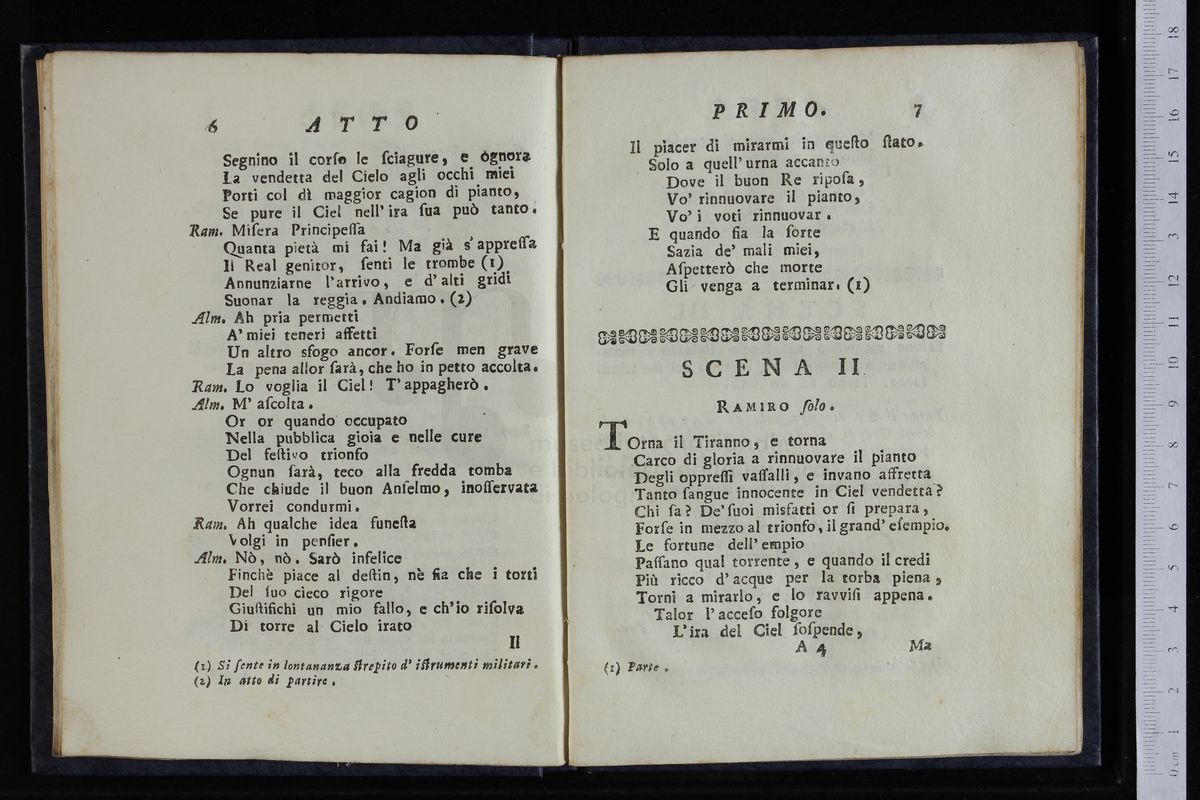 6 ATTO
Segnino il corſo le ſciagure, e ògnora
La vendetta del Cielo agli occhi miei
Porti col dì maggior cagion di pianto,
Se pure il Ciel nell' ira ſua può tanto.
Ram. Miſera Principeſſa
Quanta pietà mi fai! Ma già s' appreſſa
Il Real genitor, ſenti le trombe (1)
Annunziarne l'arrivo, e d'alti gridi
Suonar la reggia. Andiamo. (2)
Alm. Ah pria permetti
A' miei teneri affetti
Un altro sfogo ancor. Forſe men grave
La pena allor ſarà, che ho in petto accolta.
Ram. Lo voglia il Ciel! T' appagherò.
Alm. M' aſcolta.
Or or quando occupato
Nella pubblica gioia e nelle cure
Del feſtivo trionfo
Ognun ſarà, teco alla fredda tomba
Che chiude il buon Anſelmo, inoſſervata
Vorrei condurmi.
Ram. Ah qualche idea funeſta
Volgi in penſier.
Alm. Nò, nò. Sarò infelice
Finchè piace al deſtin, nè fia che i torti
Del ſuo cieco rigore
Giuſtifichi un mio fallo, e ch'io riſolva
Di torre al Cielo irato
Il
(1) Si ſente in lontananza ſtrepito d' iſtrumenti militari.
(2) In atto di partire.
PRIMO. 7
Il piacer di mirarmi in queſto ſtato.
Solo a quell' urna accanto
Dove il buon Re ripoſa,
Vo' rinnuovare il pianto,
Vo' i voti rinnuovar.
E quando fia la ſorte
Sazia de' mali miei,
Aſpetterò che morte
Gli venga a terminar. (1)
SCENA II.
RAMIRO ſolo.
Torna il Tiranno, e torna
Carco di gloria a rinnuovare il pianto
Degli oppreſſi vaſſalli, e invano affretta
Tanto ſangue innocente in Ciel vendetta?
Chi ſa? De' ſuoi misfatti or ſi prepara,
Forſe in mezzo al trionfo, il grand' eſempio.
Le fortune dell' empio
Paſſano qual torrente, e quando il credi
Più ricco d' acque per la torba piena,
Torni a mirarlo, e lo ravviſi appena.
Talor l' acceſo folgore
L'ira del Ciel ſoſpende,
A 4 Ma
(1) Parte.